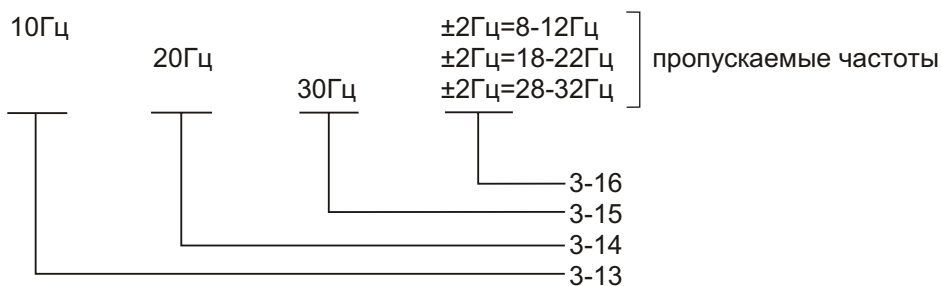 10Гц
±2Гц=8-12Гц
20Гц
±2Гц=18-22Гц
пропускаемые частоты
30Гц
±2Гц=28-32Гц
3-16
3-15
3-14
3-13